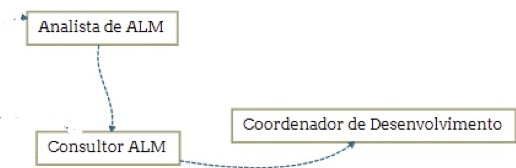 Analista de ALM
Coordenador de Desenvolvimento
Consultor ALM